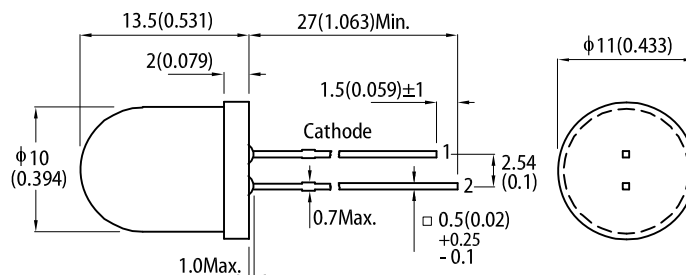 13.5(0.531)
27(1.063)Min.
ϕ11(0.433)
2(0.079)
1.5(0.059)±1
Cathode
1
ϕ10
(0.394)
2.54
(0.1)
2
0.7Max.
□ 0.5(0.02)
+0.25
- 0.1
1.0Max.